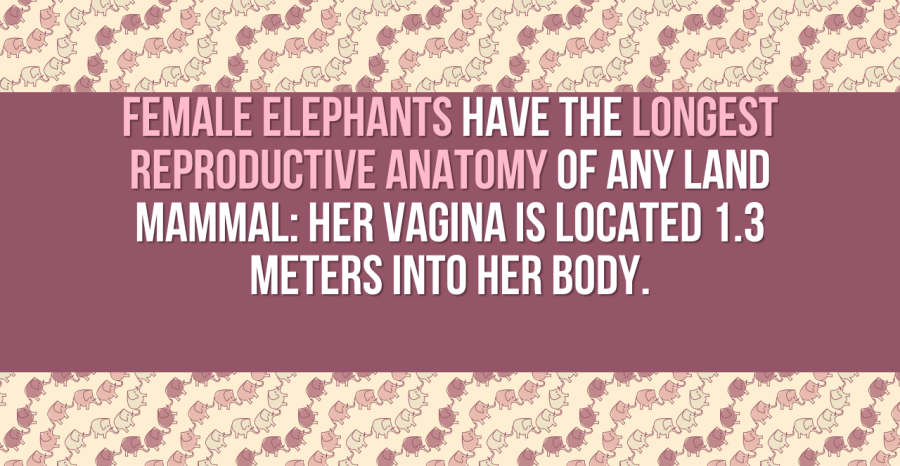 FEMALE ELEPHANTS HAVE THE LONGEST
REPRODUCTIVE ANATOMY OF ANY LAND
MAMMAL: HER VAGINA IS LOCATED 1.3
METERS INTO HER BODY.